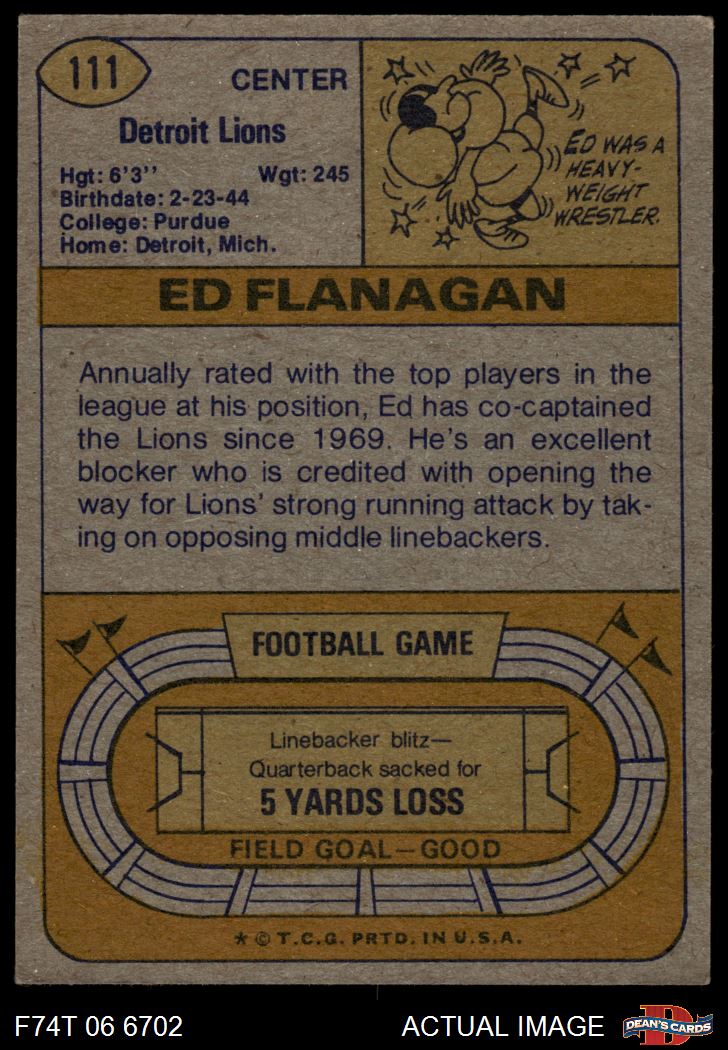 111
CENTER
Detroit Lions
Hgt: 6'3'' Wgt: 245
Birthdate: 2-23-44
College: Purdue
Home: Detroit, Mich.
ED WAS A
HEAVY-
WEIGHT
WRESTLER.
ED FLANAGAN
Annually rated with the top players in the
league at his position, Ed has co-captained
the Lions since 1969. He's an excellent
blocker who is credited with opening the
way for Lions' strong running attack by tak-
ing on opposing middle linebackers.
FOOTBALL GAME
Linebacker blitz—
Quarterback sacked for
5 YARDS LOSS
FIELD GOAL—GOOD
* © T.C.G. PRTD. IN U.S.A.
F74T 06 6702 ACTUAL IMAGE
D
DEAN'S CARDS